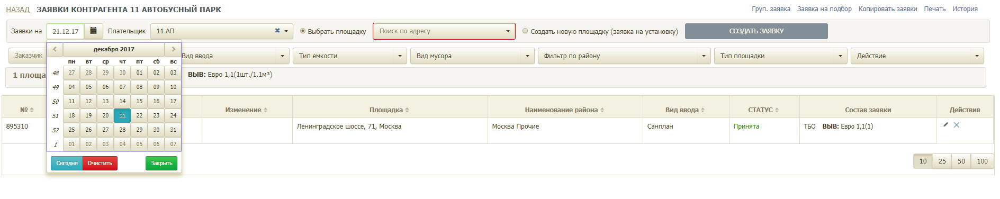 НАЗАД ЗАЯВКИ КОНТРАГЕНТА 11 АВТОБУСНЫЙ ПАРК
Груп. заявка Заявка на подбор Копировать заявки Печать История
Заявки на 21.12.17 Плательщик 11 АП Выбрать площадку Поиск по адресу Создать новую площадку (заявка на установку) СОЗДАТЬ ЗАЯВКУ
Заказчик Вид ввода Тип емкости Вид мусора Фильтр по району Тип площадки Действие
1 площа ВЫВ: Евро 1,1(1шт./1.1м³)
декабря 2017
пн вт ср чт пт сб вс
48 27 28 29 30 01 02 03
49 04 05 06 07 08 09 10
50 11 12 13 14 15 16 17
51 18 19 20 21 22 23 24
52 25 26 27 28 29 30 31
1 01 02 03 04 05 06 07
Сегодня Очистить Закрыть
№ Изменение Площадка Наименование района Вид ввода СТАТУС Состав заявки Действия
895310 Ленинградское шоссе, 71, Москва Москва Прочие Санплан Принята ТБО ВЫВ: Евро 1,1(1)
10 25 50 100